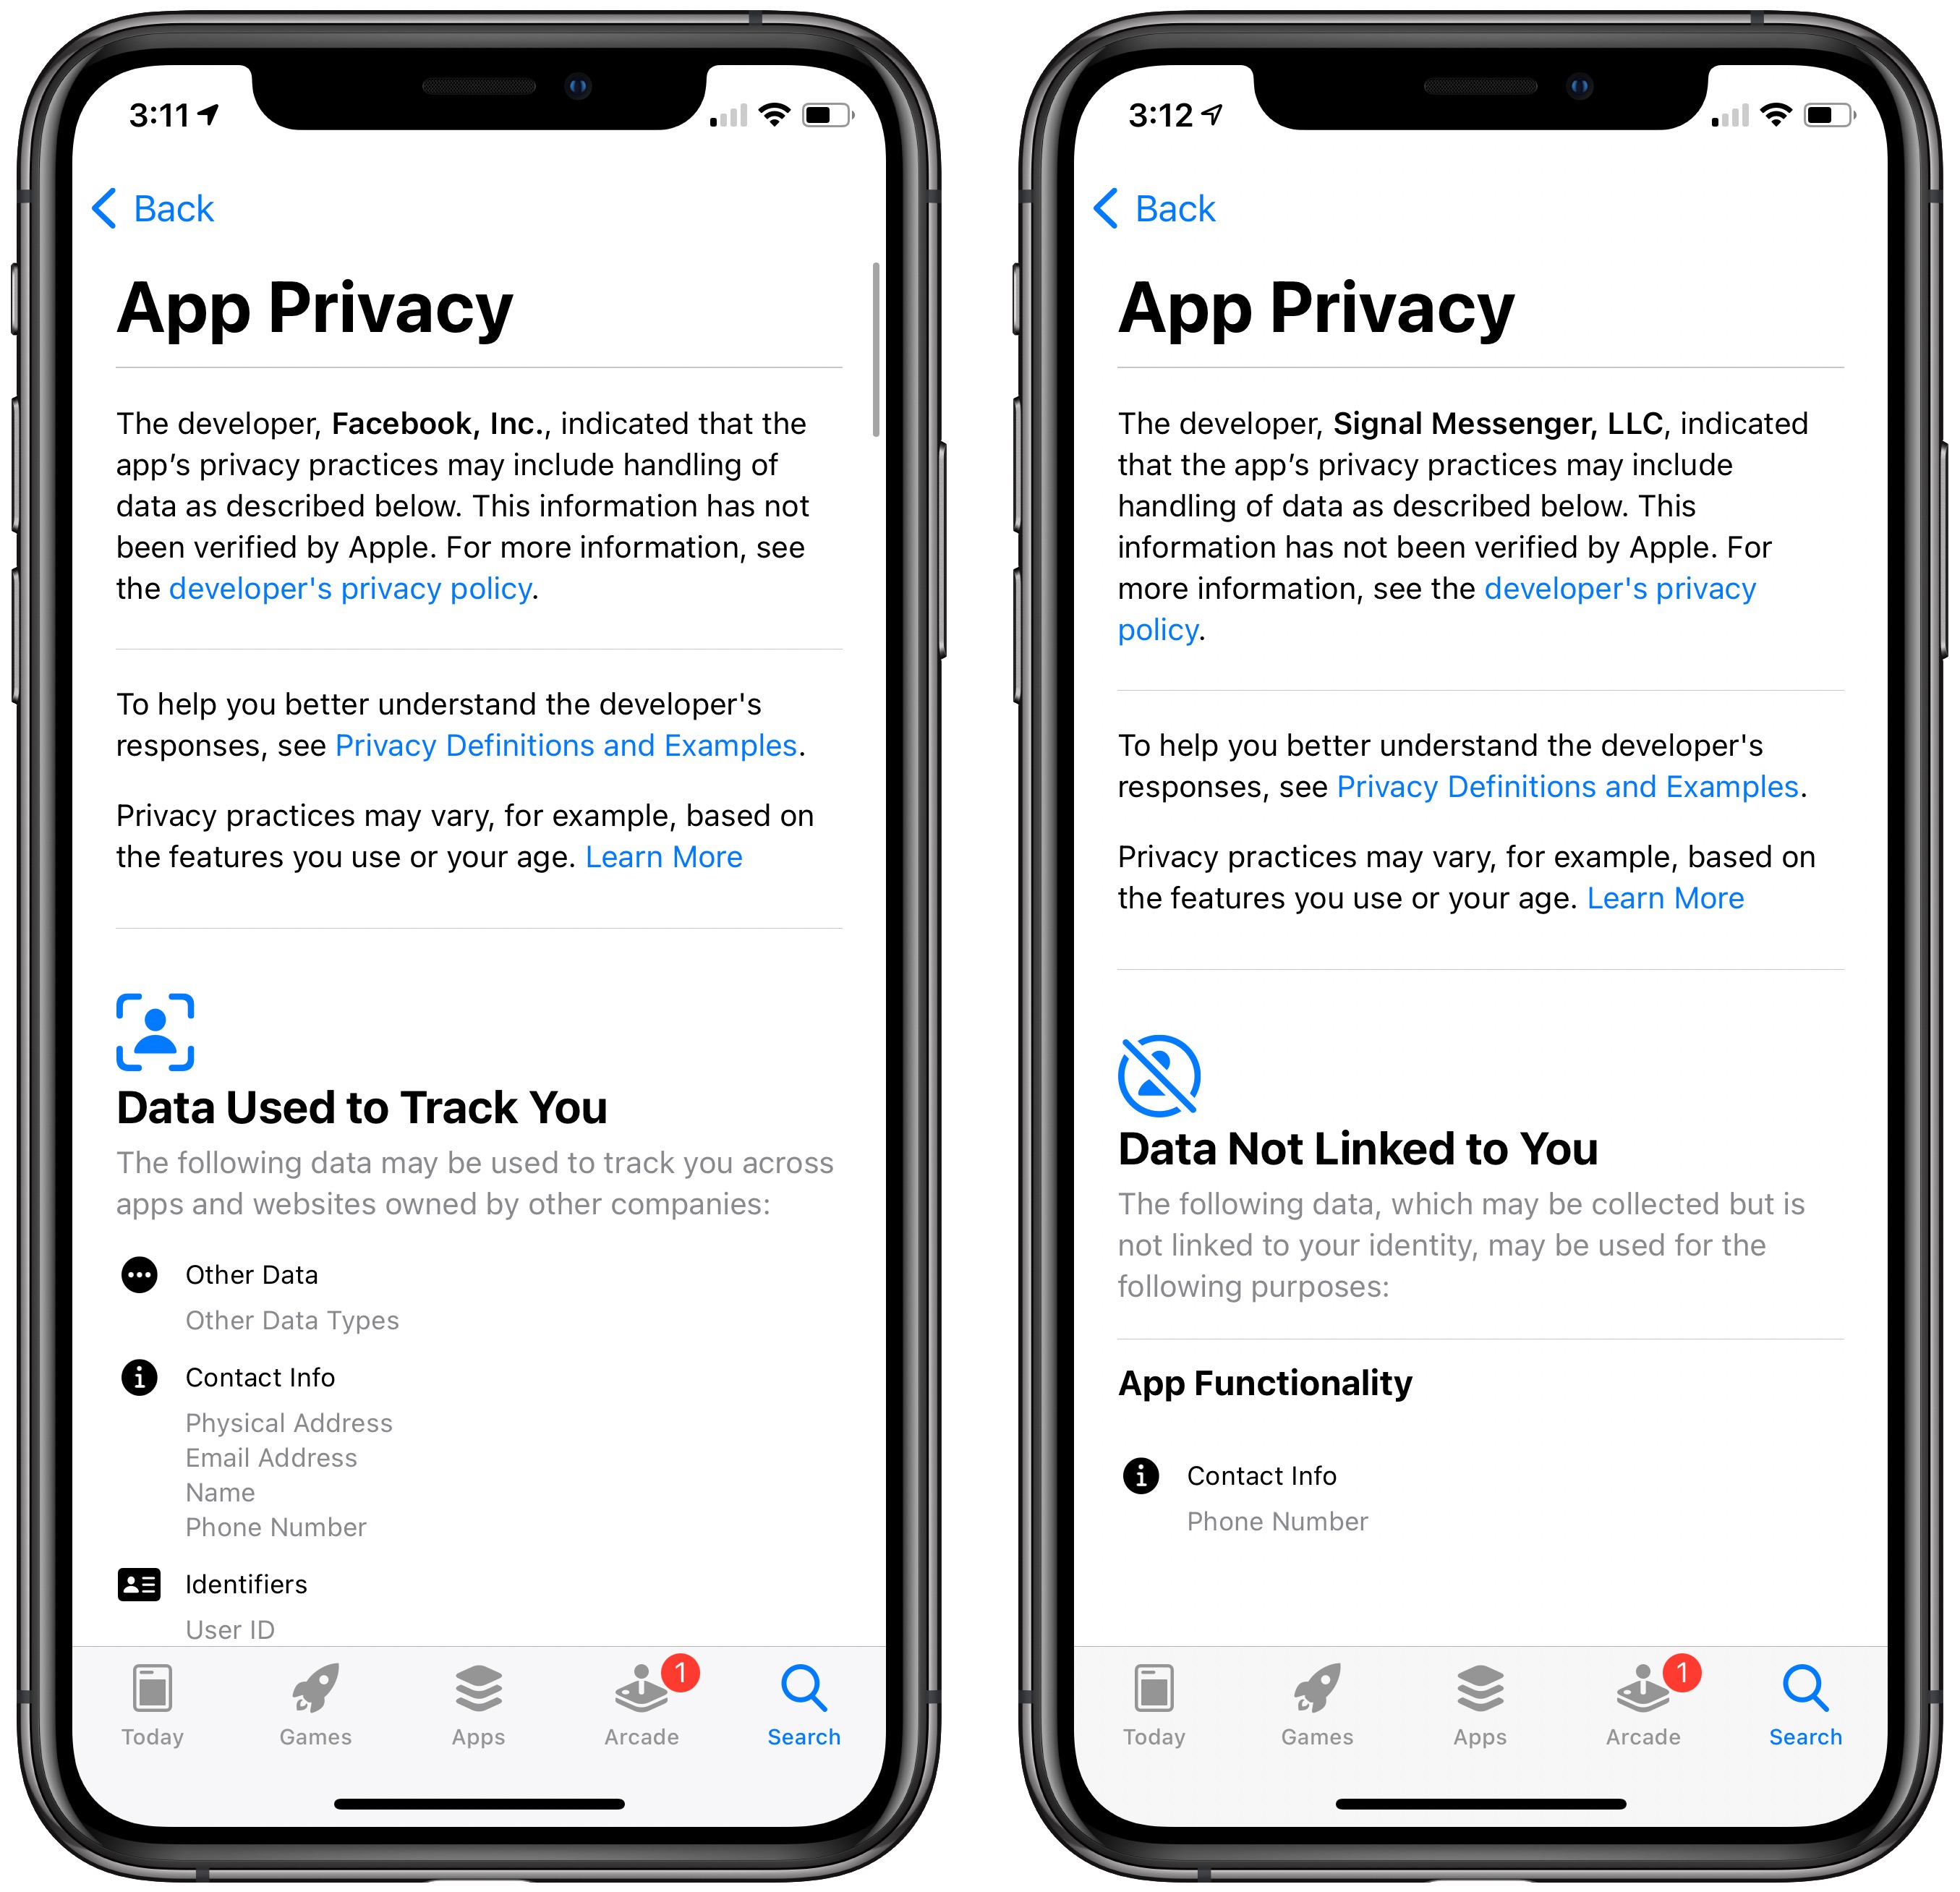 3:11
Back
App Privacy
The developer, Facebook, Inc., indicated that the
app’s privacy practices may include handling of
data as described below. This information has not
been verified by Apple. For more information, see
the developer's privacy policy.
To help you better understand the developer's
responses, see Privacy Definitions and Examples.
Privacy practices may vary, for example, based on
the features you use or your age. Learn More
Data Used to Track You
The following data may be used to track you across
apps and websites owned by other companies:
Other Data
Other Data Types
Contact Info
Physical Address
Email Address
Name
Phone Number
Identifiers
User ID
1
Today
Games
Apps
Arcade
Search
3:12
Back
App Privacy
The developer, Signal Messenger, LLC, indicated
that the app’s privacy practices may include
handling of data as described below. This
information has not been verified by Apple. For
more information, see the developer's privacy
policy.
To help you better understand the developer's
responses, see Privacy Definitions and Examples.
Privacy practices may vary, for example, based on
the features you use or your age. Learn More
Data Not Linked to You
The following data, which may be collected but is
not linked to your identity, may be used for the
following purposes:
App Functionality
Contact Info
Phone Number
1
Today
Games
Apps
Arcade
Search